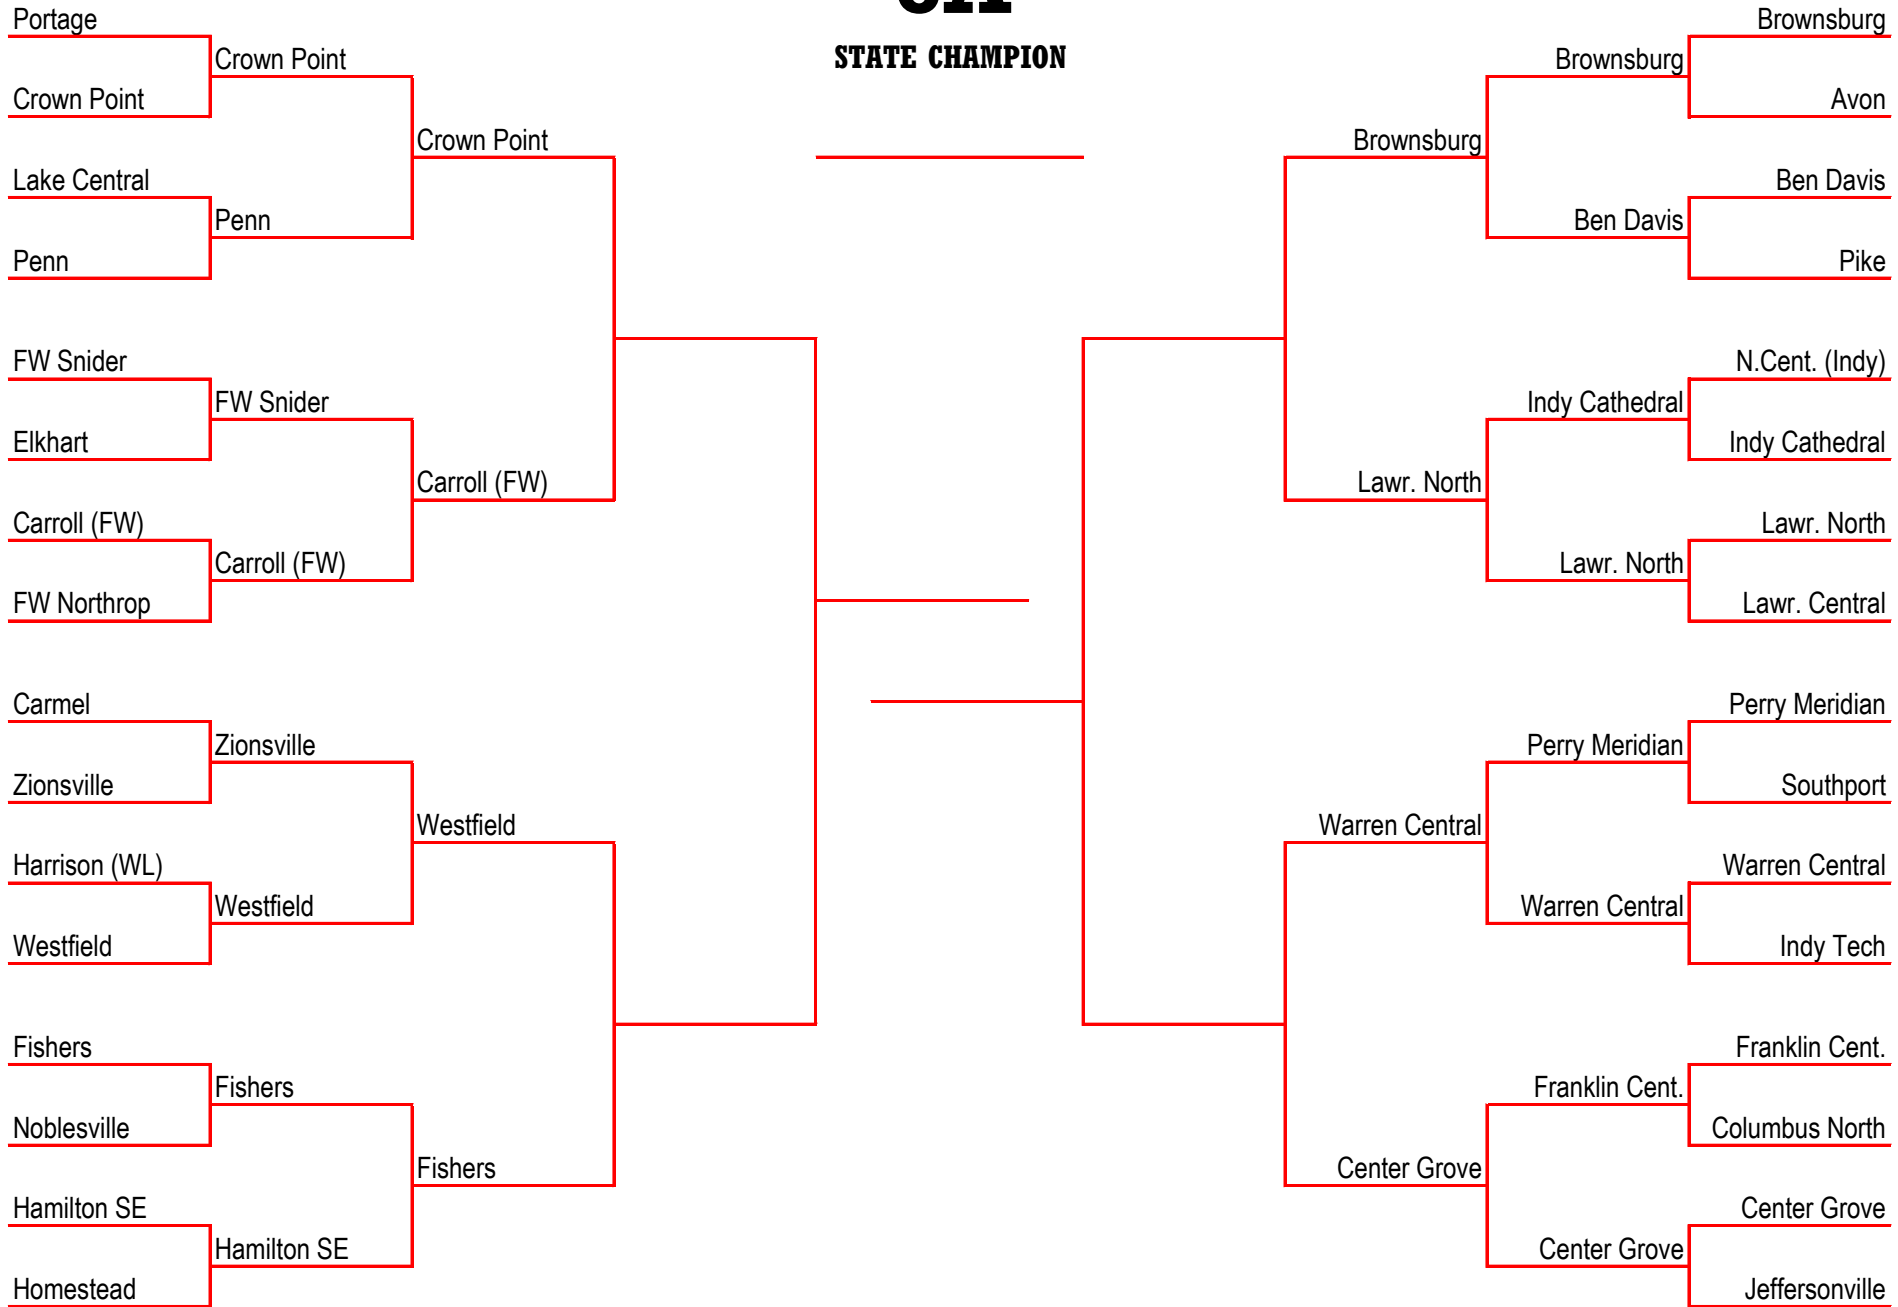 STATE CHAMPION
Portage
Crown Point
Crown Point
Crown Point
Lake Central
Penn
Penn
FW Snider
FW Snider
Elkhart
Carroll (FW)
Carroll (FW)
Carroll (FW)
FW Northrop
Carmel
Zionsville
Zionsville
Westfield
Harrison (WL)
Westfield
Westfield
Fishers
Fishers
Noblesville
Fishers
Hamilton SE
Hamilton SE
Homestead
Brownsburg
Brownsburg
Avon
Brownsburg
Ben Davis
Ben Davis
Pike
N.Cent. (Indy)
Indy Cathedral
Indy Cathedral
Lawr. North
Lawr. North
Lawr. North
Lawr. Central
Perry Meridian
Perry Meridian
Southport
Warren Central
Warren Central
Warren Central
Indy Tech
Franklin Cent.
Franklin Cent.
Columbus North
Center Grove
Center Grove
Center Grove
Jeffersonville